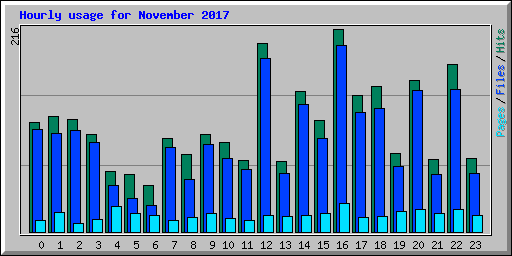 Hourly usage for November 2017
216
Pages / Files / Hits
0 1 2 3 4 5 6 7 8 9 10 11 12 13 14 15 16 17 18 19 20 21 22 23